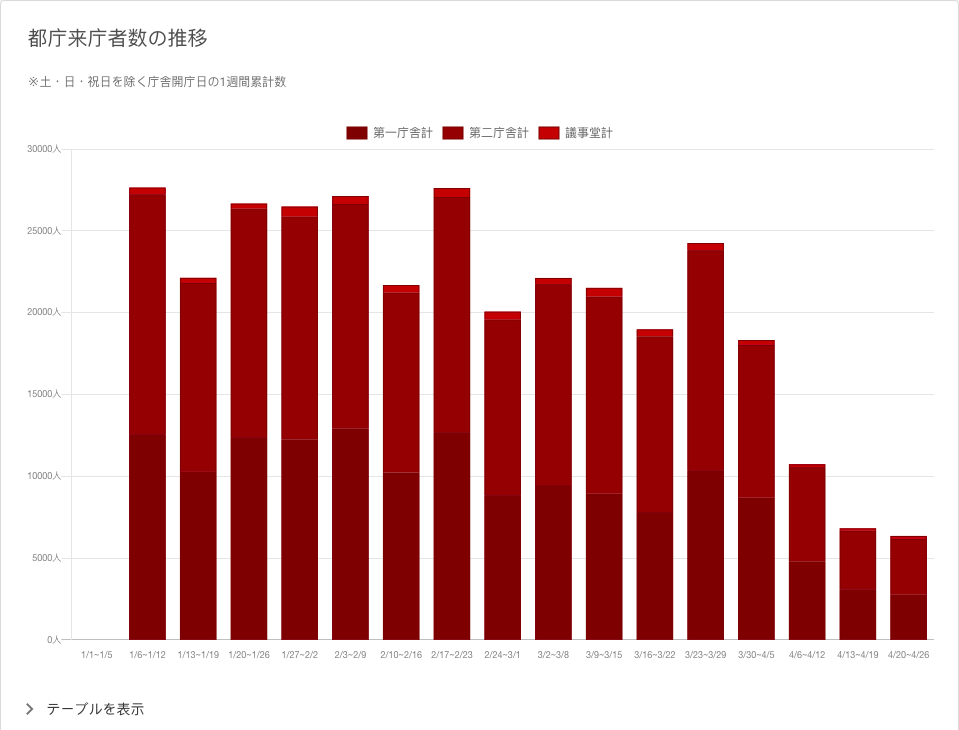 都庁来庁者数の推移
※土・日・祝日を除く庁舎開庁日の1週間累計数
第一庁舎計 第二庁舎計 議事堂計
30000人
25000人
20000人
15000人
10000人
5000人
0人
1/1~1/5 1/6~1/12 1/13~1/19 1/20~1/26 1/27~2/2 2/3~2/9 2/10~2/16 2/17~2/23 2/24~3/1 3/2~3/8 3/9~3/15 3/16~3/22 3/23~3/29 3/30~4/5 4/6~4/12 4/13~4/19 4/20~4/26
テーブルを表示